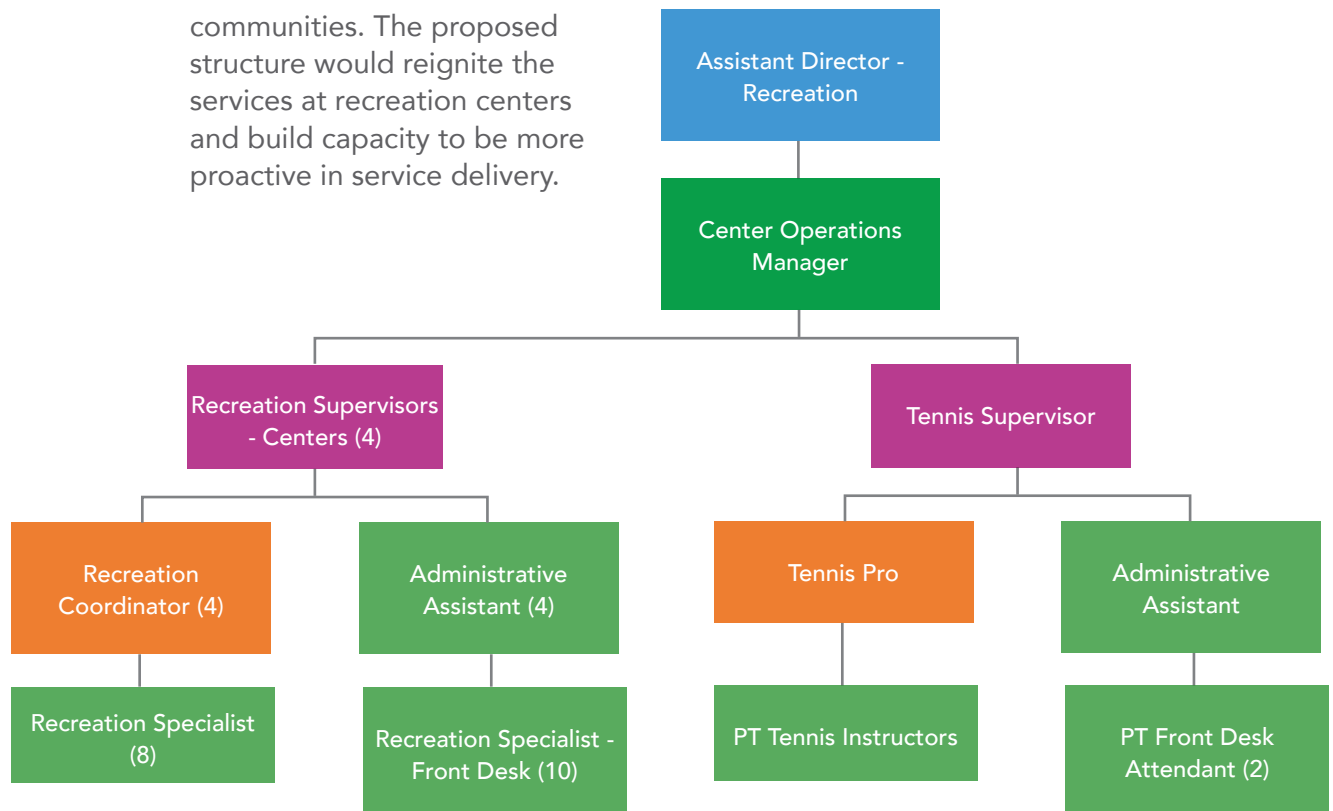 communities. The proposed
structure would reignite the
services at recreation centers
and build capacity to be more
proactive in service delivery.
Assistant Director -
Recreation
Center Operations
Manager
Recreation Supervisors
- Centers (4)
Tennis Supervisor
Recreation
Coordinator (4)
Administrative
Assistant (4)
Tennis Pro
Administrative
Assistant
Recreation Specialist
(8)
Recreation Specialist -
Front Desk (10)
PT Tennis Instructors
PT Front Desk
Attendant (2)